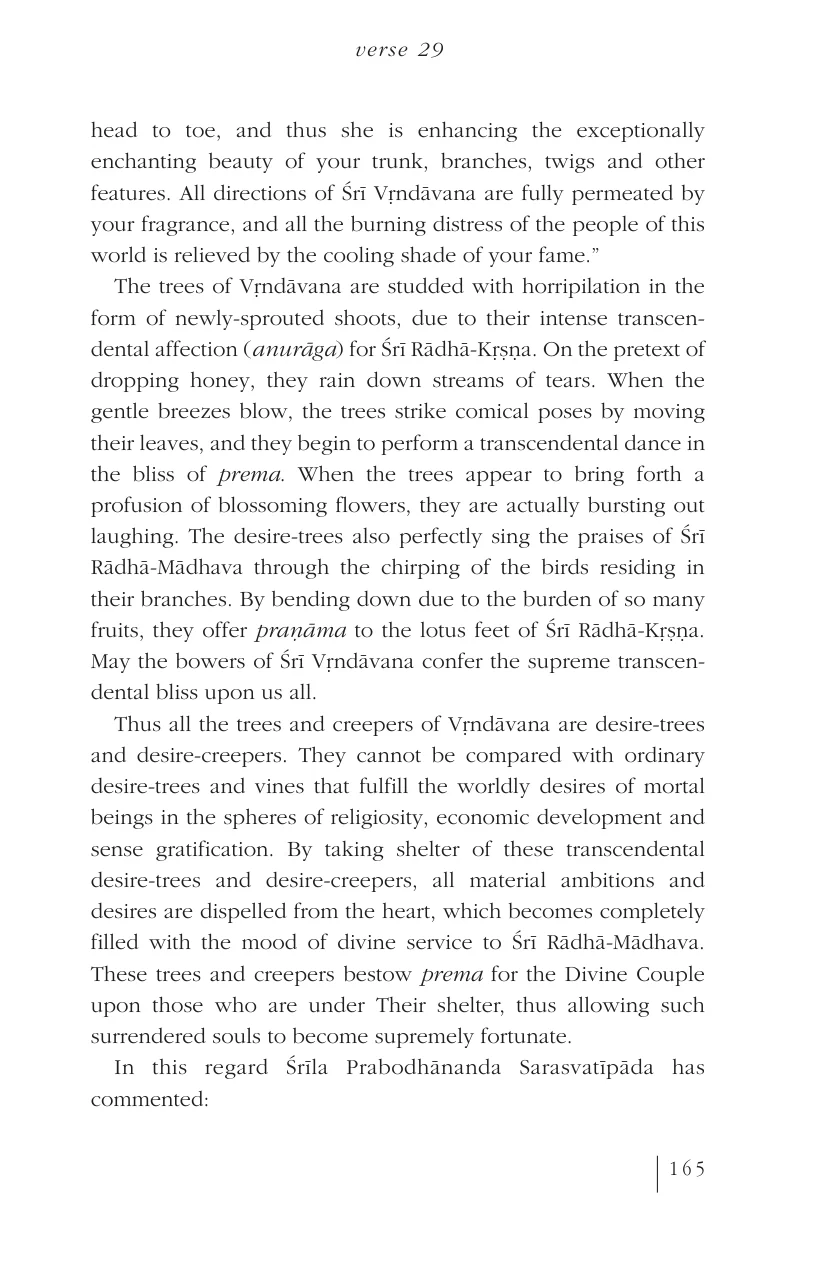 verse 29
head to toe, and thus she is enhancing the exceptionally
enchanting beauty of your trunk, branches, twigs and other
features. All directions of Śrī Vṛndāvana are fully permeated by
your fragrance, and all the burning distress of the people of this
world is relieved by the cooling shade of your fame.”
The trees of Vṛndāvana are studded with horripilation in the
form of newly-sprouted shoots, due to their intense transcen-
dental affection (anurāga) for Śrī Rādhā-Kṛṣṇa. On the pretext of
dropping honey, they rain down streams of tears. When the
gentle breezes blow, the trees strike comical poses by moving
their leaves, and they begin to perform a transcendental dance in
the bliss of prema. When the trees appear to bring forth a
profusion of blossoming flowers, they are actually bursting out
laughing. The desire-trees also perfectly sing the praises of Śrī
Rādhā-Mādhava through the chirping of the birds residing in
their branches. By bending down due to the burden of so many
fruits, they offer praṇāma to the lotus feet of Śrī Rādhā-Kṛṣṇa.
May the bowers of Śrī Vṛndāvana confer the supreme transcen-
dental bliss upon us all.
Thus all the trees and creepers of Vṛndāvana are desire-trees
and desire-creepers. They cannot be compared with ordinary
desire-trees and vines that fulfill the worldly desires of mortal
beings in the spheres of religiosity, economic development and
sense gratification. By taking shelter of these transcendental
desire-trees and desire-creepers, all material ambitions and
desires are dispelled from the heart, which becomes completely
filled with the mood of divine service to Śrī Rādhā-Mādhava.
These trees and creepers bestow prema for the Divine Couple
upon those who are under Their shelter, thus allowing such
surrendered souls to become supremely fortunate.
In this regard Śrīla Prabodhānanda Sarasvatīpāda has
commented:
165